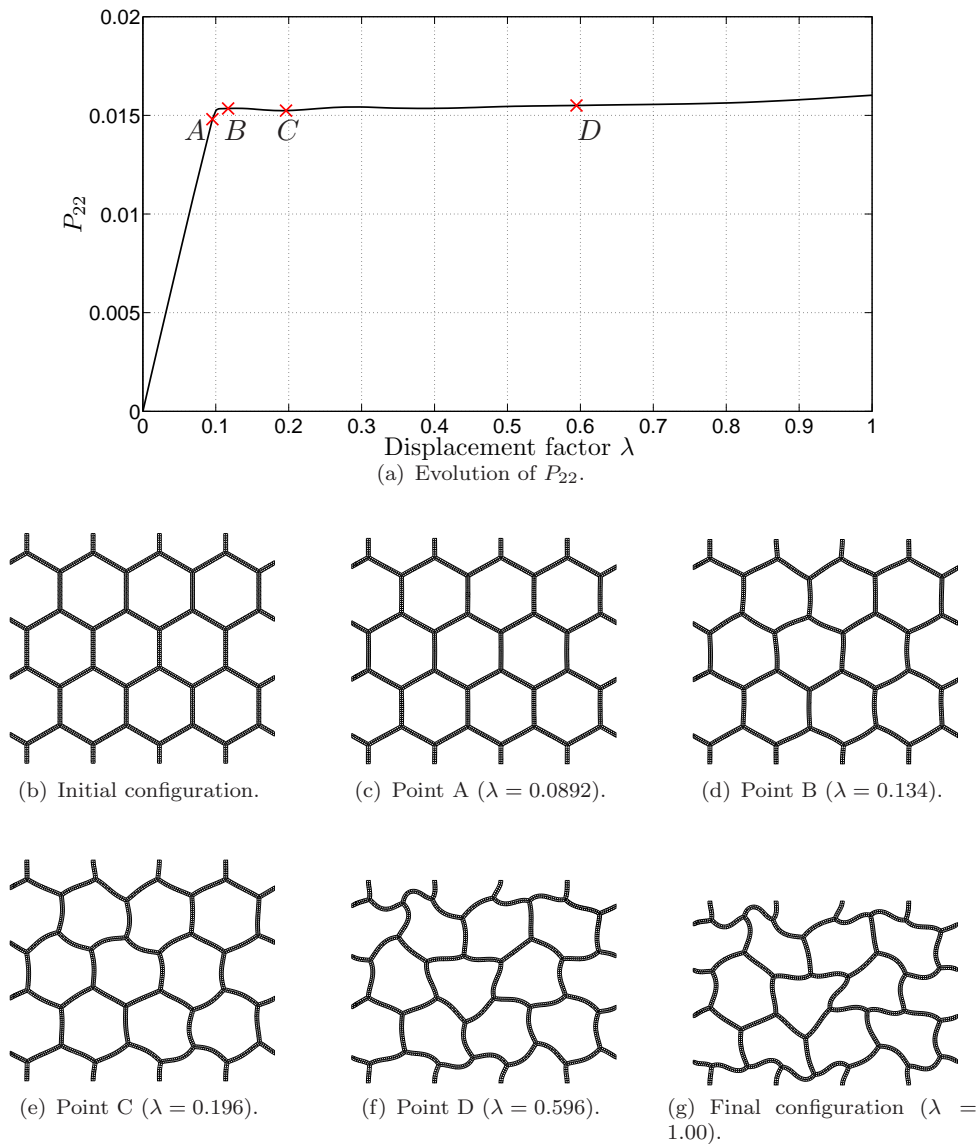 0.02
0.015
0.01
0.005
0
P22
A B C D
0 0.1 0.2 0.3 0.4 0.5 0.6 0.7 0.8 0.9 1
Displacement factor λ
(a) Evolution of P22.
(b) Initial configuration.
(c) Point A (λ = 0.0892).
(d) Point B (λ = 0.134).
(e) Point C (λ = 0.196).
(f) Point D (λ = 0.596).
(g) Final configuration (λ =
1.00).